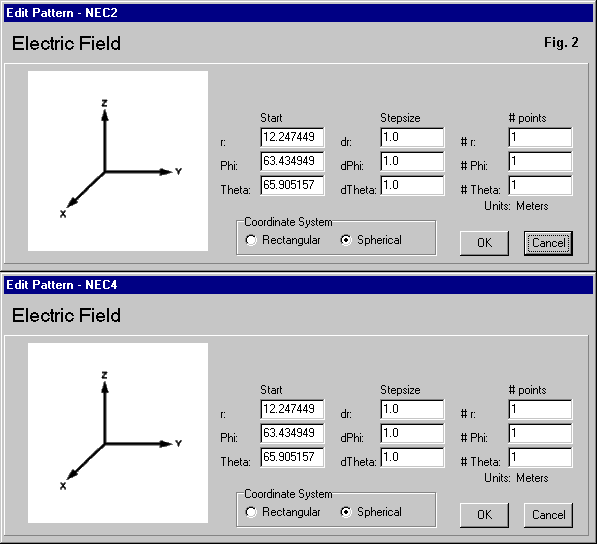 Edit Pattern - NEC2
Electric Field
Fig. 2
Z
Y
X
Start Stepsize # points
r: 12.247449 dr: 1.0 # r: 1
Phi: 63.434949 dPhi: 1.0 # Phi: 1
Theta: 65.905157 dTheta: 1.0 # Theta: 1
Units: Meters
Coordinate System
Rectangular Spherical
OK Cancel
Edit Pattern - NEC4
Electric Field
Z
Y
X
Start Stepsize # points
r: 12.247449 dr: 1.0 # r: 1
Phi: 63.434949 dPhi: 1.0 # Phi: 1
Theta: 65.905157 dTheta: 1.0 # Theta: 1
Units: Meters
Coordinate System
Rectangular Spherical
OK Cancel